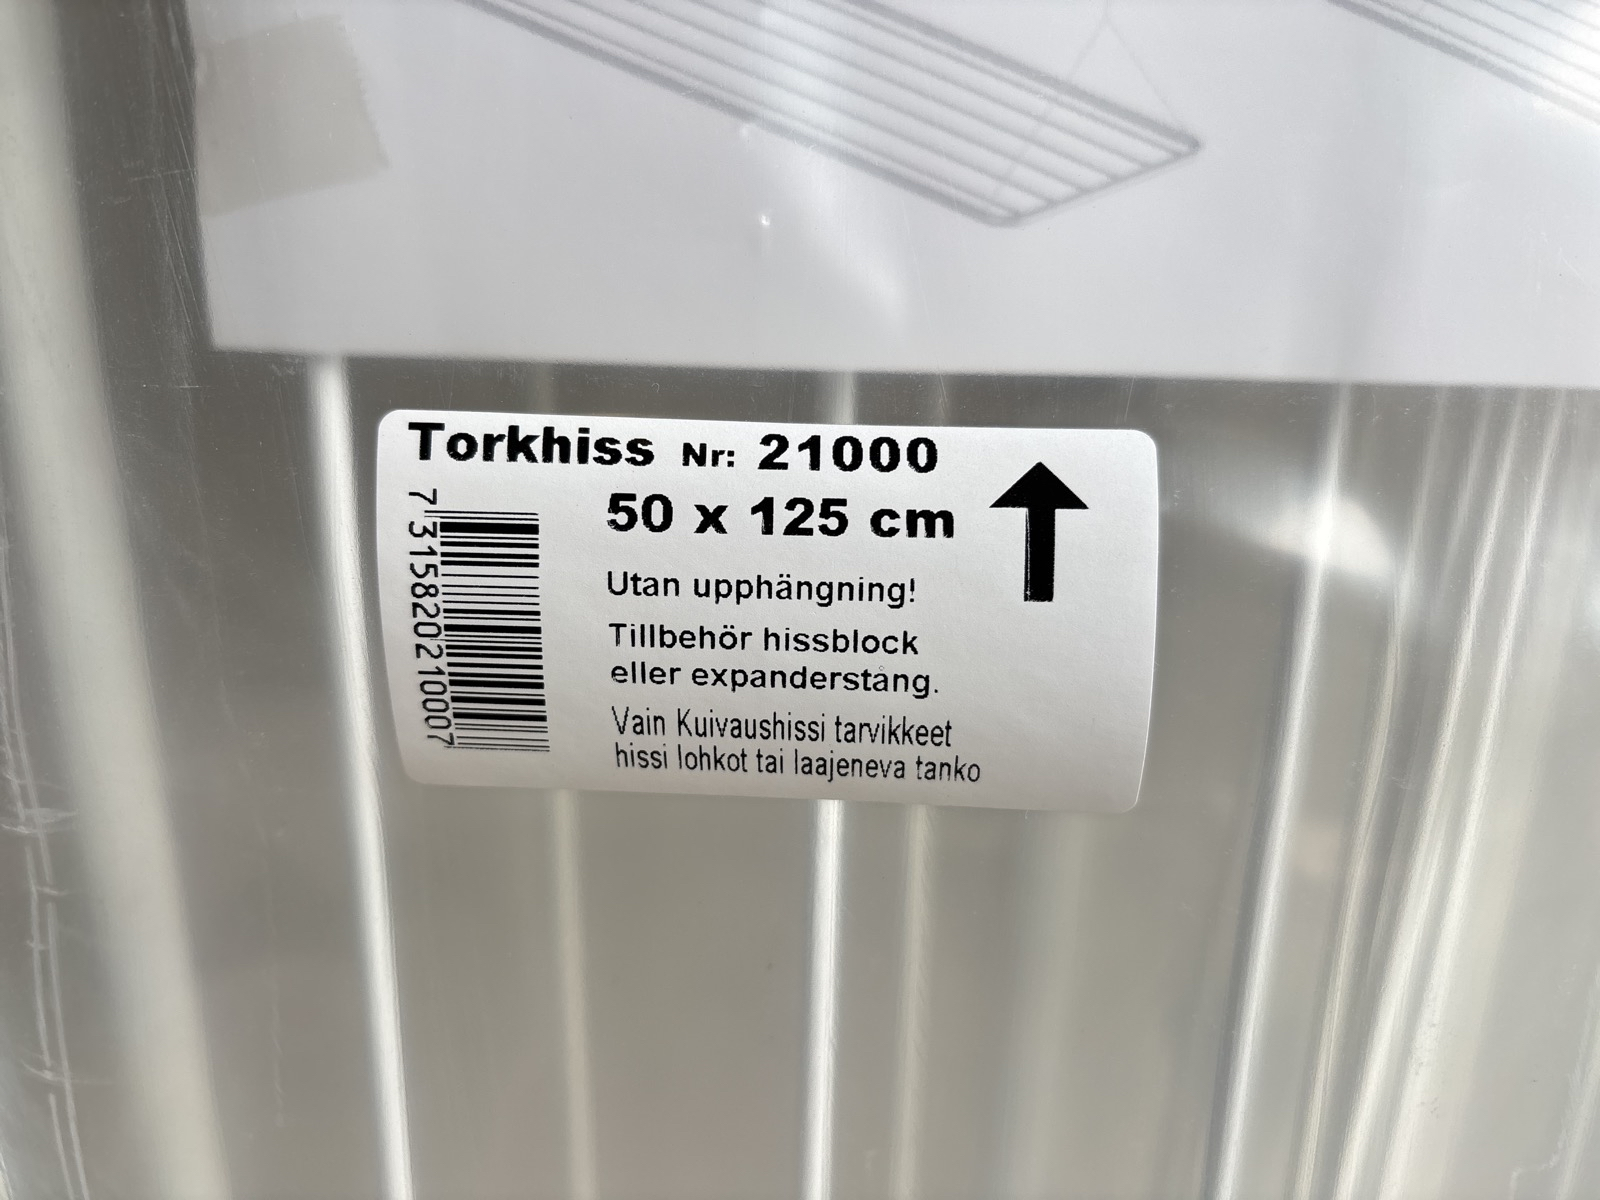 Torkhiss Nr: 21000
50 x 125 cm
Utan upphängning!
Tillbehör hissblock
eller expanderstång.
Vain Kuivaushissi tarvikkeet
hissi lohkot tai laajeneva tanko
7 315820 210007